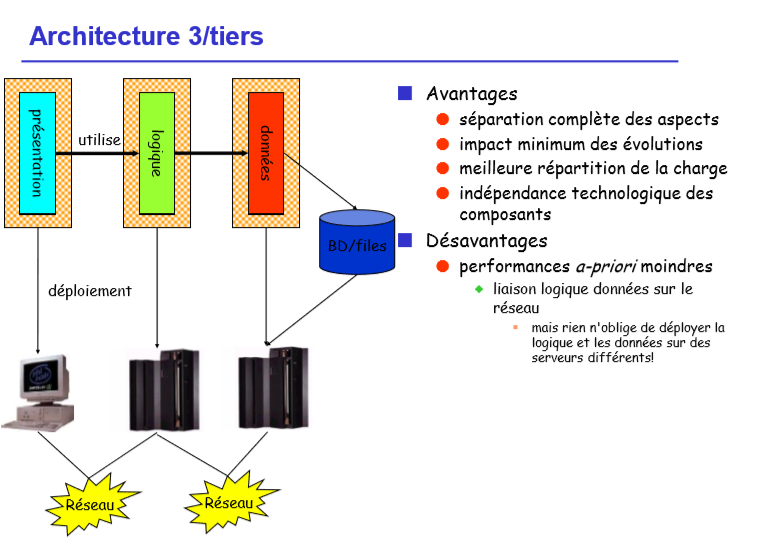 Architecture 3/tiers
présentation
utilise
logique
données
BD/files
déploiement
Réseau
Réseau
Avantages
séparation complète des aspects
impact minimum des évolutions
meilleure répartition de la charge
indépendance technologique des
composants
Désavantages
performances a-priori moindres
liaison logique données sur le
réseau
mais rien n'oblige de déployer la
logique et les données sur des
serveurs différents!